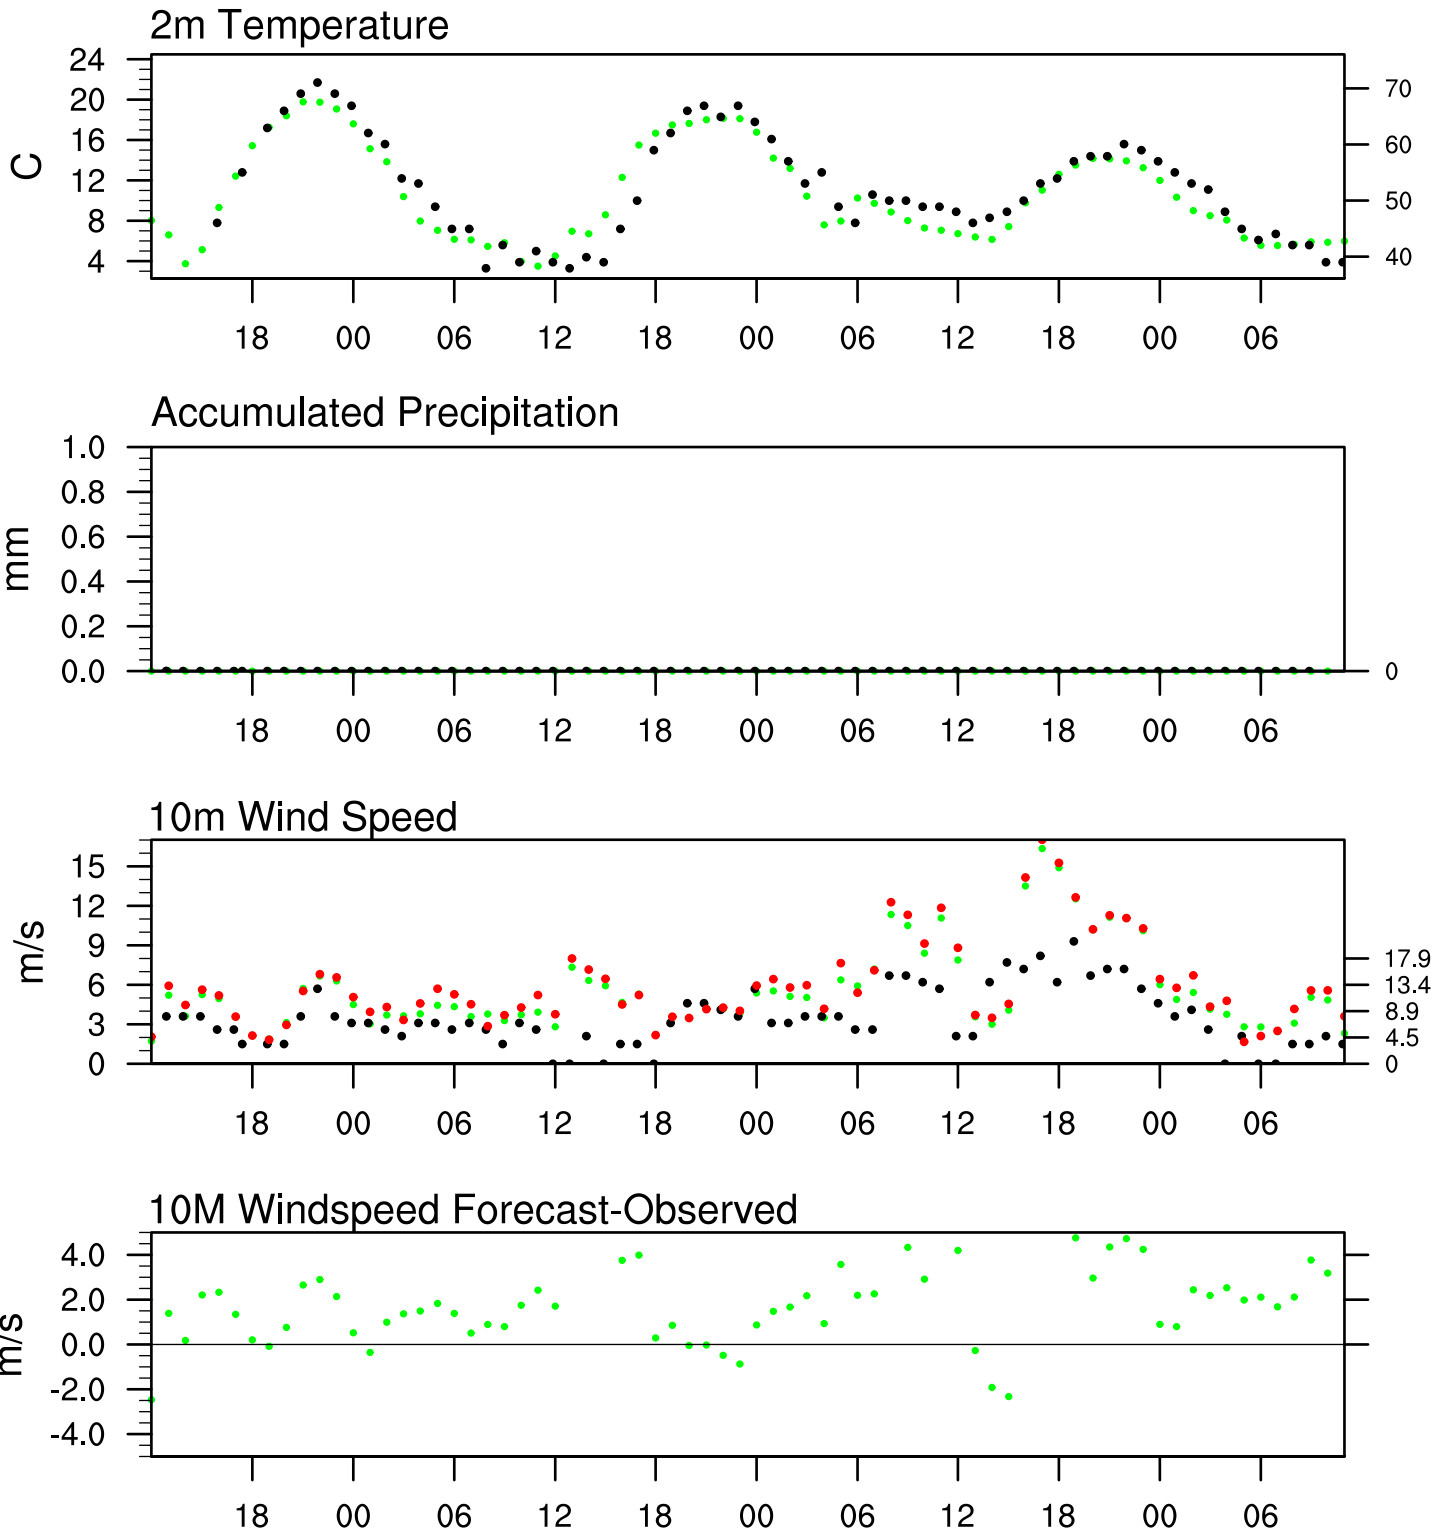 2m Temperature
24
20
16
12
8
4
C
70
60
50
40
18 00 06 12 18 00 06 12 18 00 06
Accumulated Precipitation
1.0
0.8
0.6
0.4
0.2
0.0
mm
0
18 00 06 12 18 00 06 12 18 00 06
10m Wind Speed
15
12
9
6
3
0
m/s
17.9
13.4
8.9
4.5
0
18 00 06 12 18 00 06 12 18 00 06
10M Windspeed Forecast-Observed
4.0
2.0
0.0
-2.0
-4.0
m/s
18 00 06 12 18 00 06 12 18 00 06